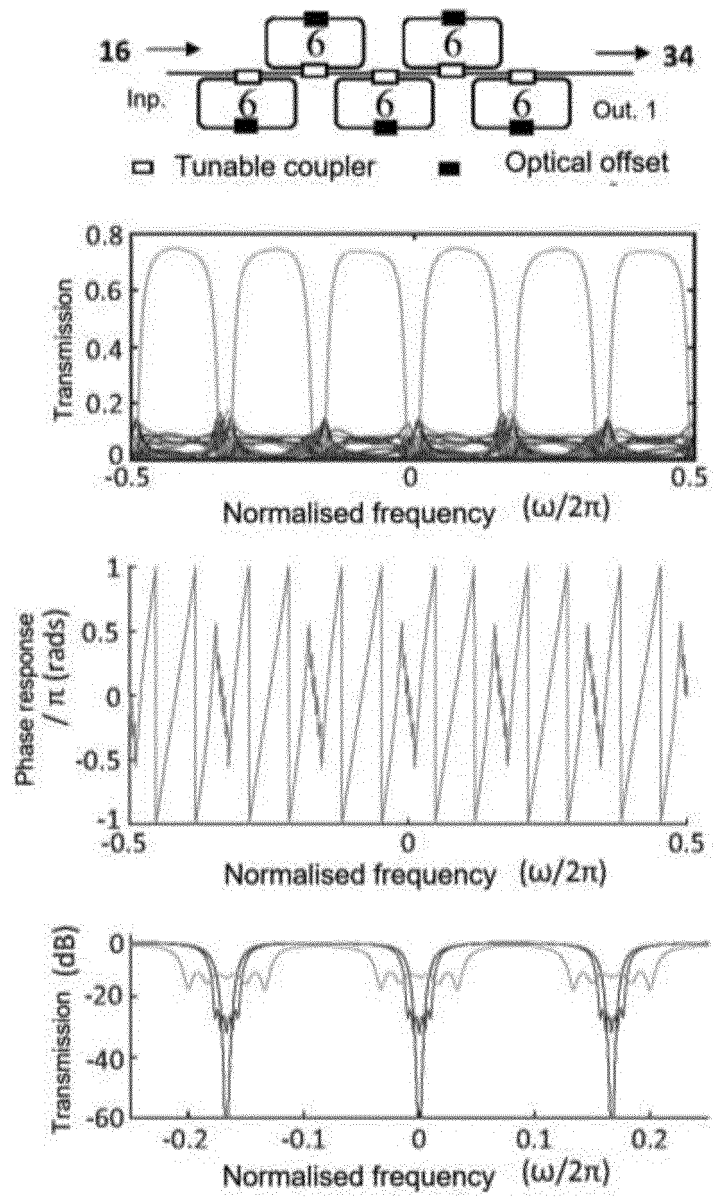 6 6
16 34
6 6 6
Inp. Out. 1
Tunable coupler Optical offset
0.8
0.6
0.4
0.2
0
Transmission
-0.5 0 0.5
Normalised frequency (ω/2π)
1
0.5
0
-0.5
-1
Phase response
/ π (rads)
-0.5 0 0.5
Normalised frequency (ω/2π)
0
-20
-40
-60
Transmission (dB)
-0.2 -0.1 0 0.1 0.2
Normalised frequency (ω/2π)